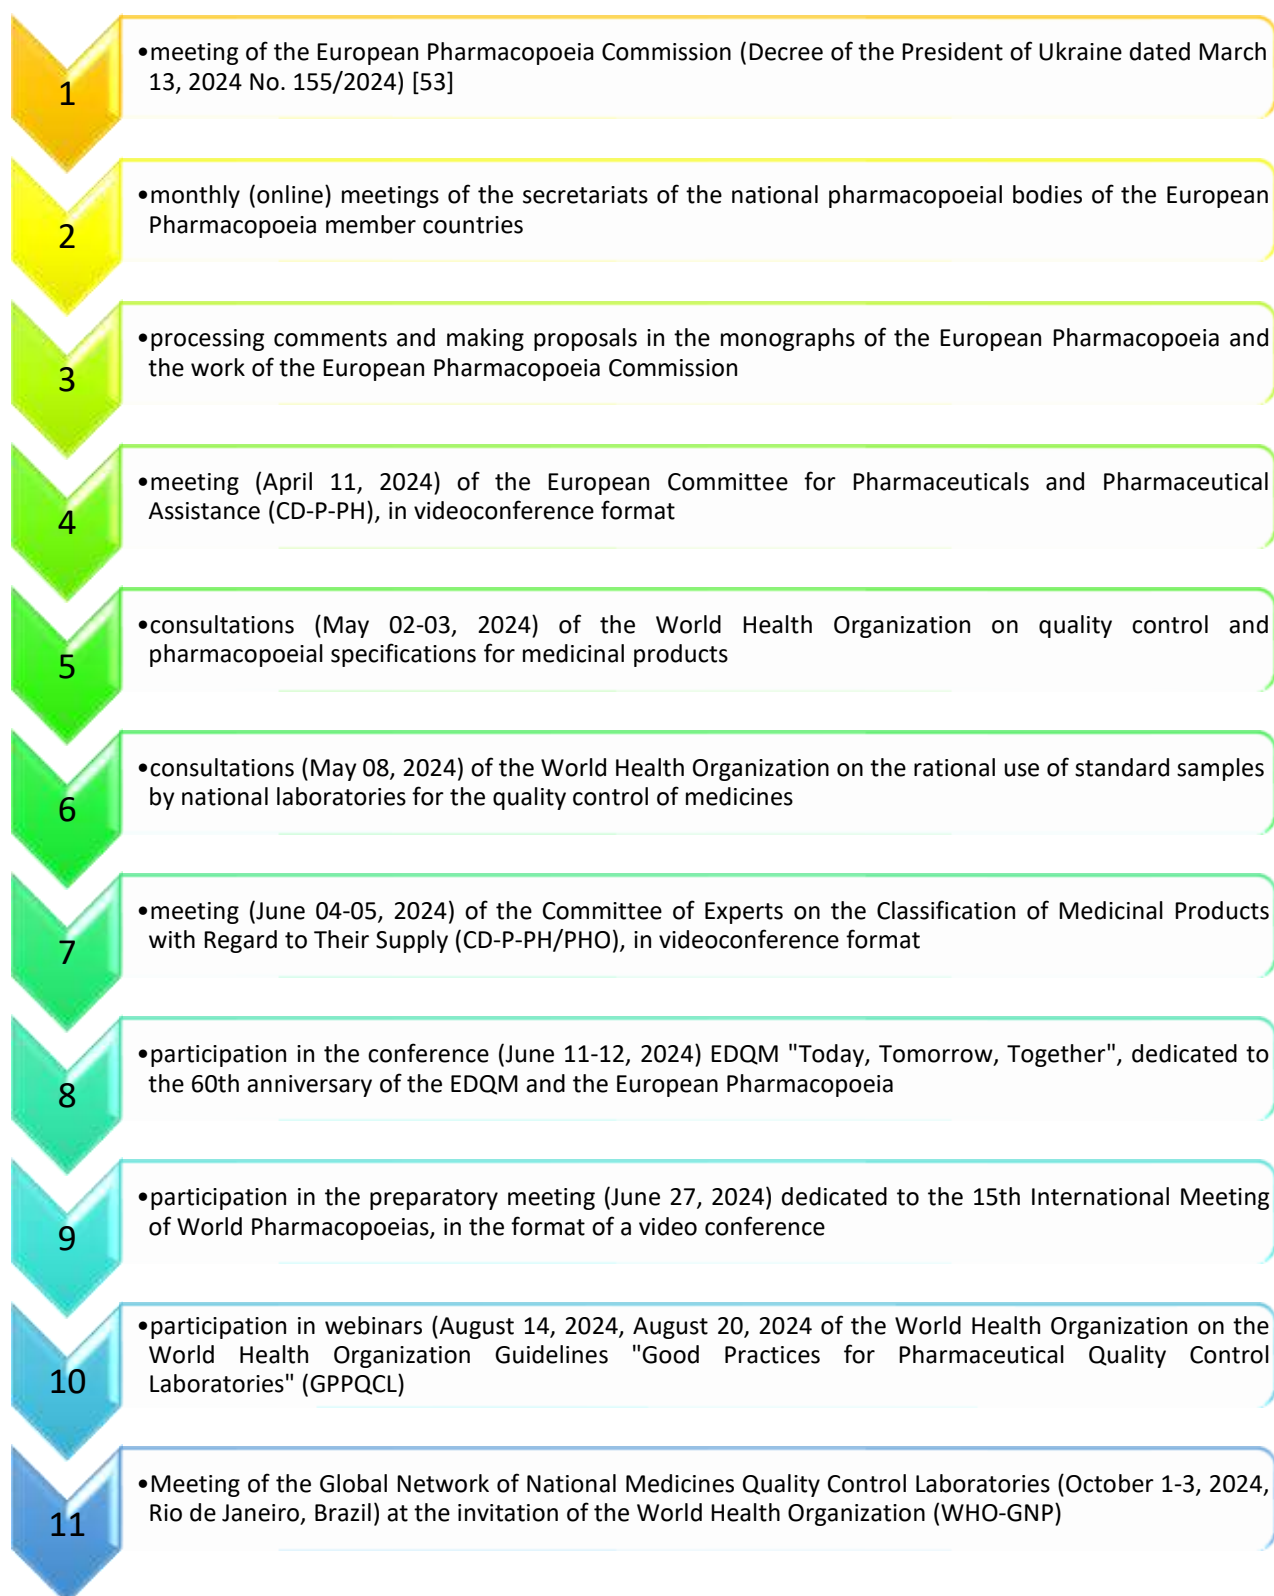 1
•meeting of the European Pharmacopoeia Commission (Decree of the President of Ukraine dated March
13, 2024 No. 155/2024) [53]
2
•monthly (online) meetings of the secretariats of the national pharmacopoeial bodies of the European
Pharmacopoeia member countries
3
•processing comments and making proposals in the monographs of the European Pharmacopoeia and
the work of the European Pharmacopoeia Commission
4
•meeting (April 11, 2024) of the European Committee for Pharmaceuticals and Pharmaceutical
Assistance (CD-P-PH), in videoconference format
5
•consultations (May 02-03, 2024) of the World Health Organization on quality control and
pharmacopoeial specifications for medicinal products
6
•consultations (May 08, 2024) of the World Health Organization on the rational use of standard samples
by national laboratories for the quality control of medicines
7
•meeting (June 04-05, 2024) of the Committee of Experts on the Classification of Medicinal Products
with Regard to Their Supply (CD-P-PH/PHO), in videoconference format
8
•participation in the conference (June 11-12, 2024) EDQM "Today, Tomorrow, Together", dedicated to
the 60th anniversary of the EDQM and the European Pharmacopoeia
9
•participation in the preparatory meeting (June 27, 2024) dedicated to the 15th International Meeting
of World Pharmacopoeias, in the format of a video conference
10
•participation in webinars (August 14, 2024, August 20, 2024 of the World Health Organization on the
World Health Organization Guidelines "Good Practices for Pharmaceutical Quality Control
Laboratories" (GPPQCL)
11
•Meeting of the Global Network of National Medicines Quality Control Laboratories (October 1-3, 2024,
Rio de Janeiro, Brazil) at the invitation of the World Health Organization (WHO-GNP)